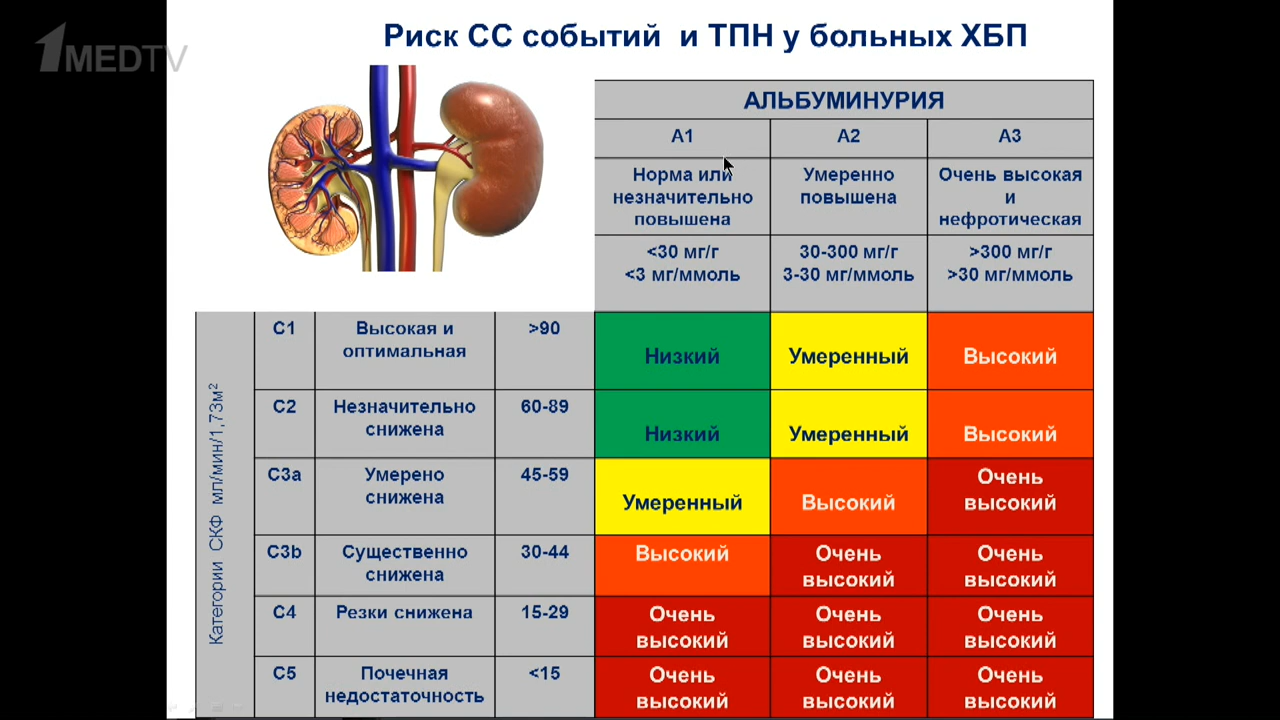 1MEDTV
Риск СС событий и ТПН у больных ХБП
АЛЬБУМИНУРИЯ
А1
А2
А3
Норма или
незначительно
повышена
Умеренно
повышена
Очень высокая
и
нефротическая
<30 мг/г
<3 мг/ммоль
30-300 мг/г
3-30 мг/ммоль
>300 мг/г
>30 мг/ммоль
Категории СКФ мл/мин/1,73м²
С1
Высокая и
оптимальная
>90
Низкий
Умеренный
Высокий
С2
Незначительно
снижена
60-89
Низкий
Умеренный
Высокий
С3а
Умерено
снижена
45-59
Умеренный
Высокий
Очень
высокий
С3b
Существенно
снижена
30-44
Высокий
Очень
высокий
Очень
высокий
С4
Резки снижена
15-29
Очень
высокий
Очень
высокий
Очень
высокий
С5
Почечная
недостаточность
<15
Очень
высокий
Очень
высокий
Очень
высокий